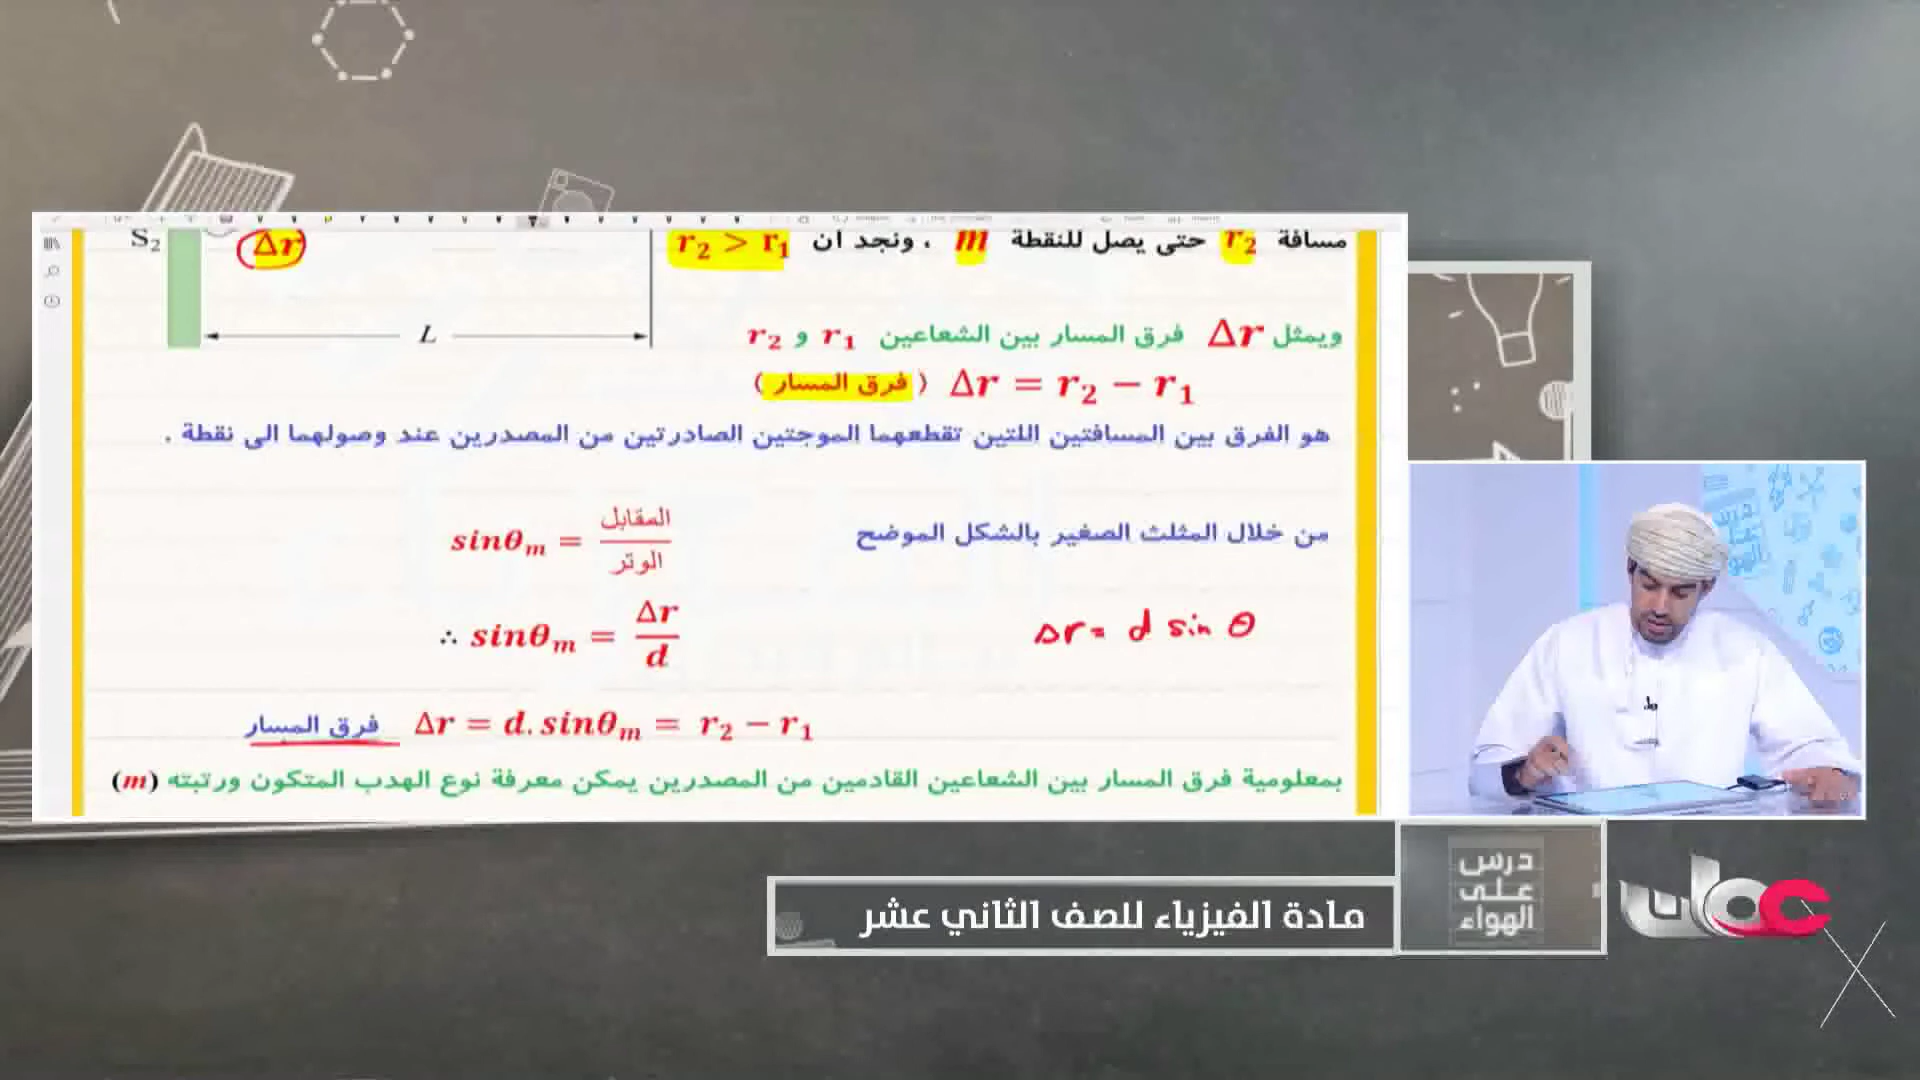 مسافة r₂ حتى يصل للنقطة m ، ونجد ان r₂ > r₁
S₂
Δr
L
ويمثل Δr فرق المسار بين الشعاعين r₁ و r₂
Δr = r₂ − r₁ ( فرق المسار )
هو الفرق بين المسافتين اللتين تقطعهما الموجتين الصادرتين من المصدرين عند وصولهما الى نقطة .
من خلال المثلث الصغير بالشكل الموضح
sinθₘ = المقابل / الوتر
∴ sinθₘ = Δr / d
Δr = d sin θ
فرق المسار Δr = d. sinθₘ = r₂ − r₁
بمعلومية فرق المسار بين الشعاعين القادمين من المصدرين يمكن معرفة نوع الهدب المتكون ورتبته (m)
درس
على
الهواء
مادة الفيزياء للصف الثاني عشر